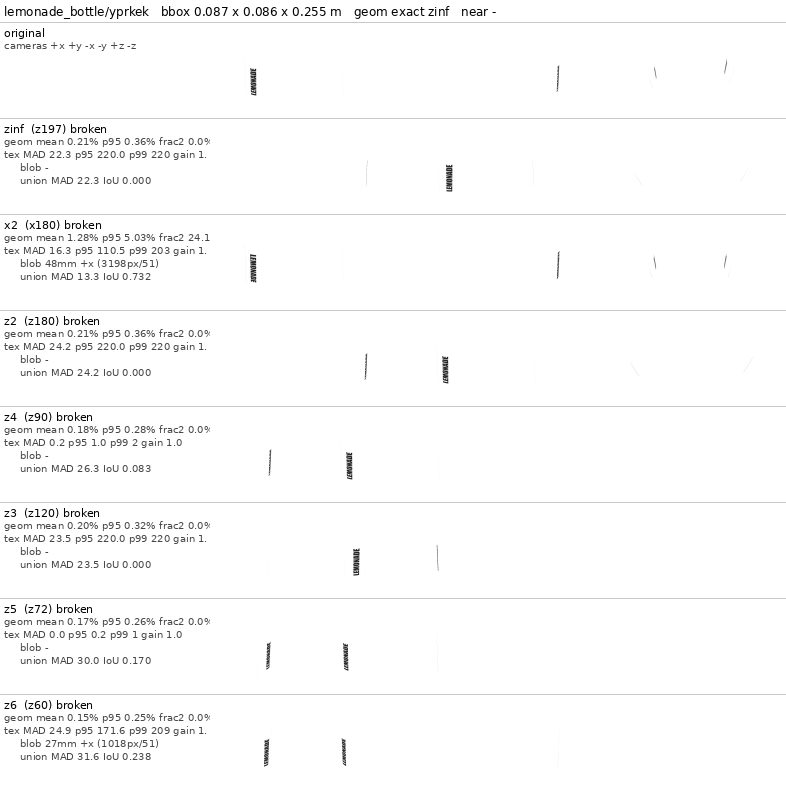 lemonade_bottle/yprkek bbox 0.087 x 0.086 x 0.255 m geom exact zinf near -
original
cameras +x +y -x -y +z -z
LEMONADE
zinf (z197) broken
geom mean 0.21% p95 0.36% frac2 0.0%
tex MAD 22.3 p95 220.0 p99 220 gain 1.
blob -
union MAD 22.3 IoU 0.000
LEMONADE
x2 (x180) broken
geom mean 1.28% p95 5.03% frac2 24.1
tex MAD 16.3 p95 110.5 p99 203 gain 1.
blob 48mm +x (3198px/51)
union MAD 13.3 IoU 0.732
LEMONADE
z2 (z180) broken
geom mean 0.21% p95 0.36% frac2 0.0%
tex MAD 24.2 p95 220.0 p99 220 gain 1.
blob -
union MAD 24.2 IoU 0.000
LEMONADE
z4 (z90) broken
geom mean 0.18% p95 0.28% frac2 0.0%
tex MAD 0.2 p95 1.0 p99 2 gain 1.0
blob -
union MAD 26.3 IoU 0.083
LEMONADE
z3 (z120) broken
geom mean 0.20% p95 0.32% frac2 0.0%
tex MAD 23.5 p95 220.0 p99 220 gain 1.
blob -
union MAD 23.5 IoU 0.000
LEMONADE
z5 (z72) broken
geom mean 0.17% p95 0.26% frac2 0.0%
tex MAD 0.0 p95 0.2 p99 1 gain 1.0
blob -
union MAD 30.0 IoU 0.170
LEMONADE LEMONADE
z6 (z60) broken
geom mean 0.15% p95 0.25% frac2 0.0%
tex MAD 24.9 p95 171.6 p99 209 gain 1.
blob 27mm +x (1018px/51)
union MAD 31.6 IoU 0.238
LEMONADE LEMONADE